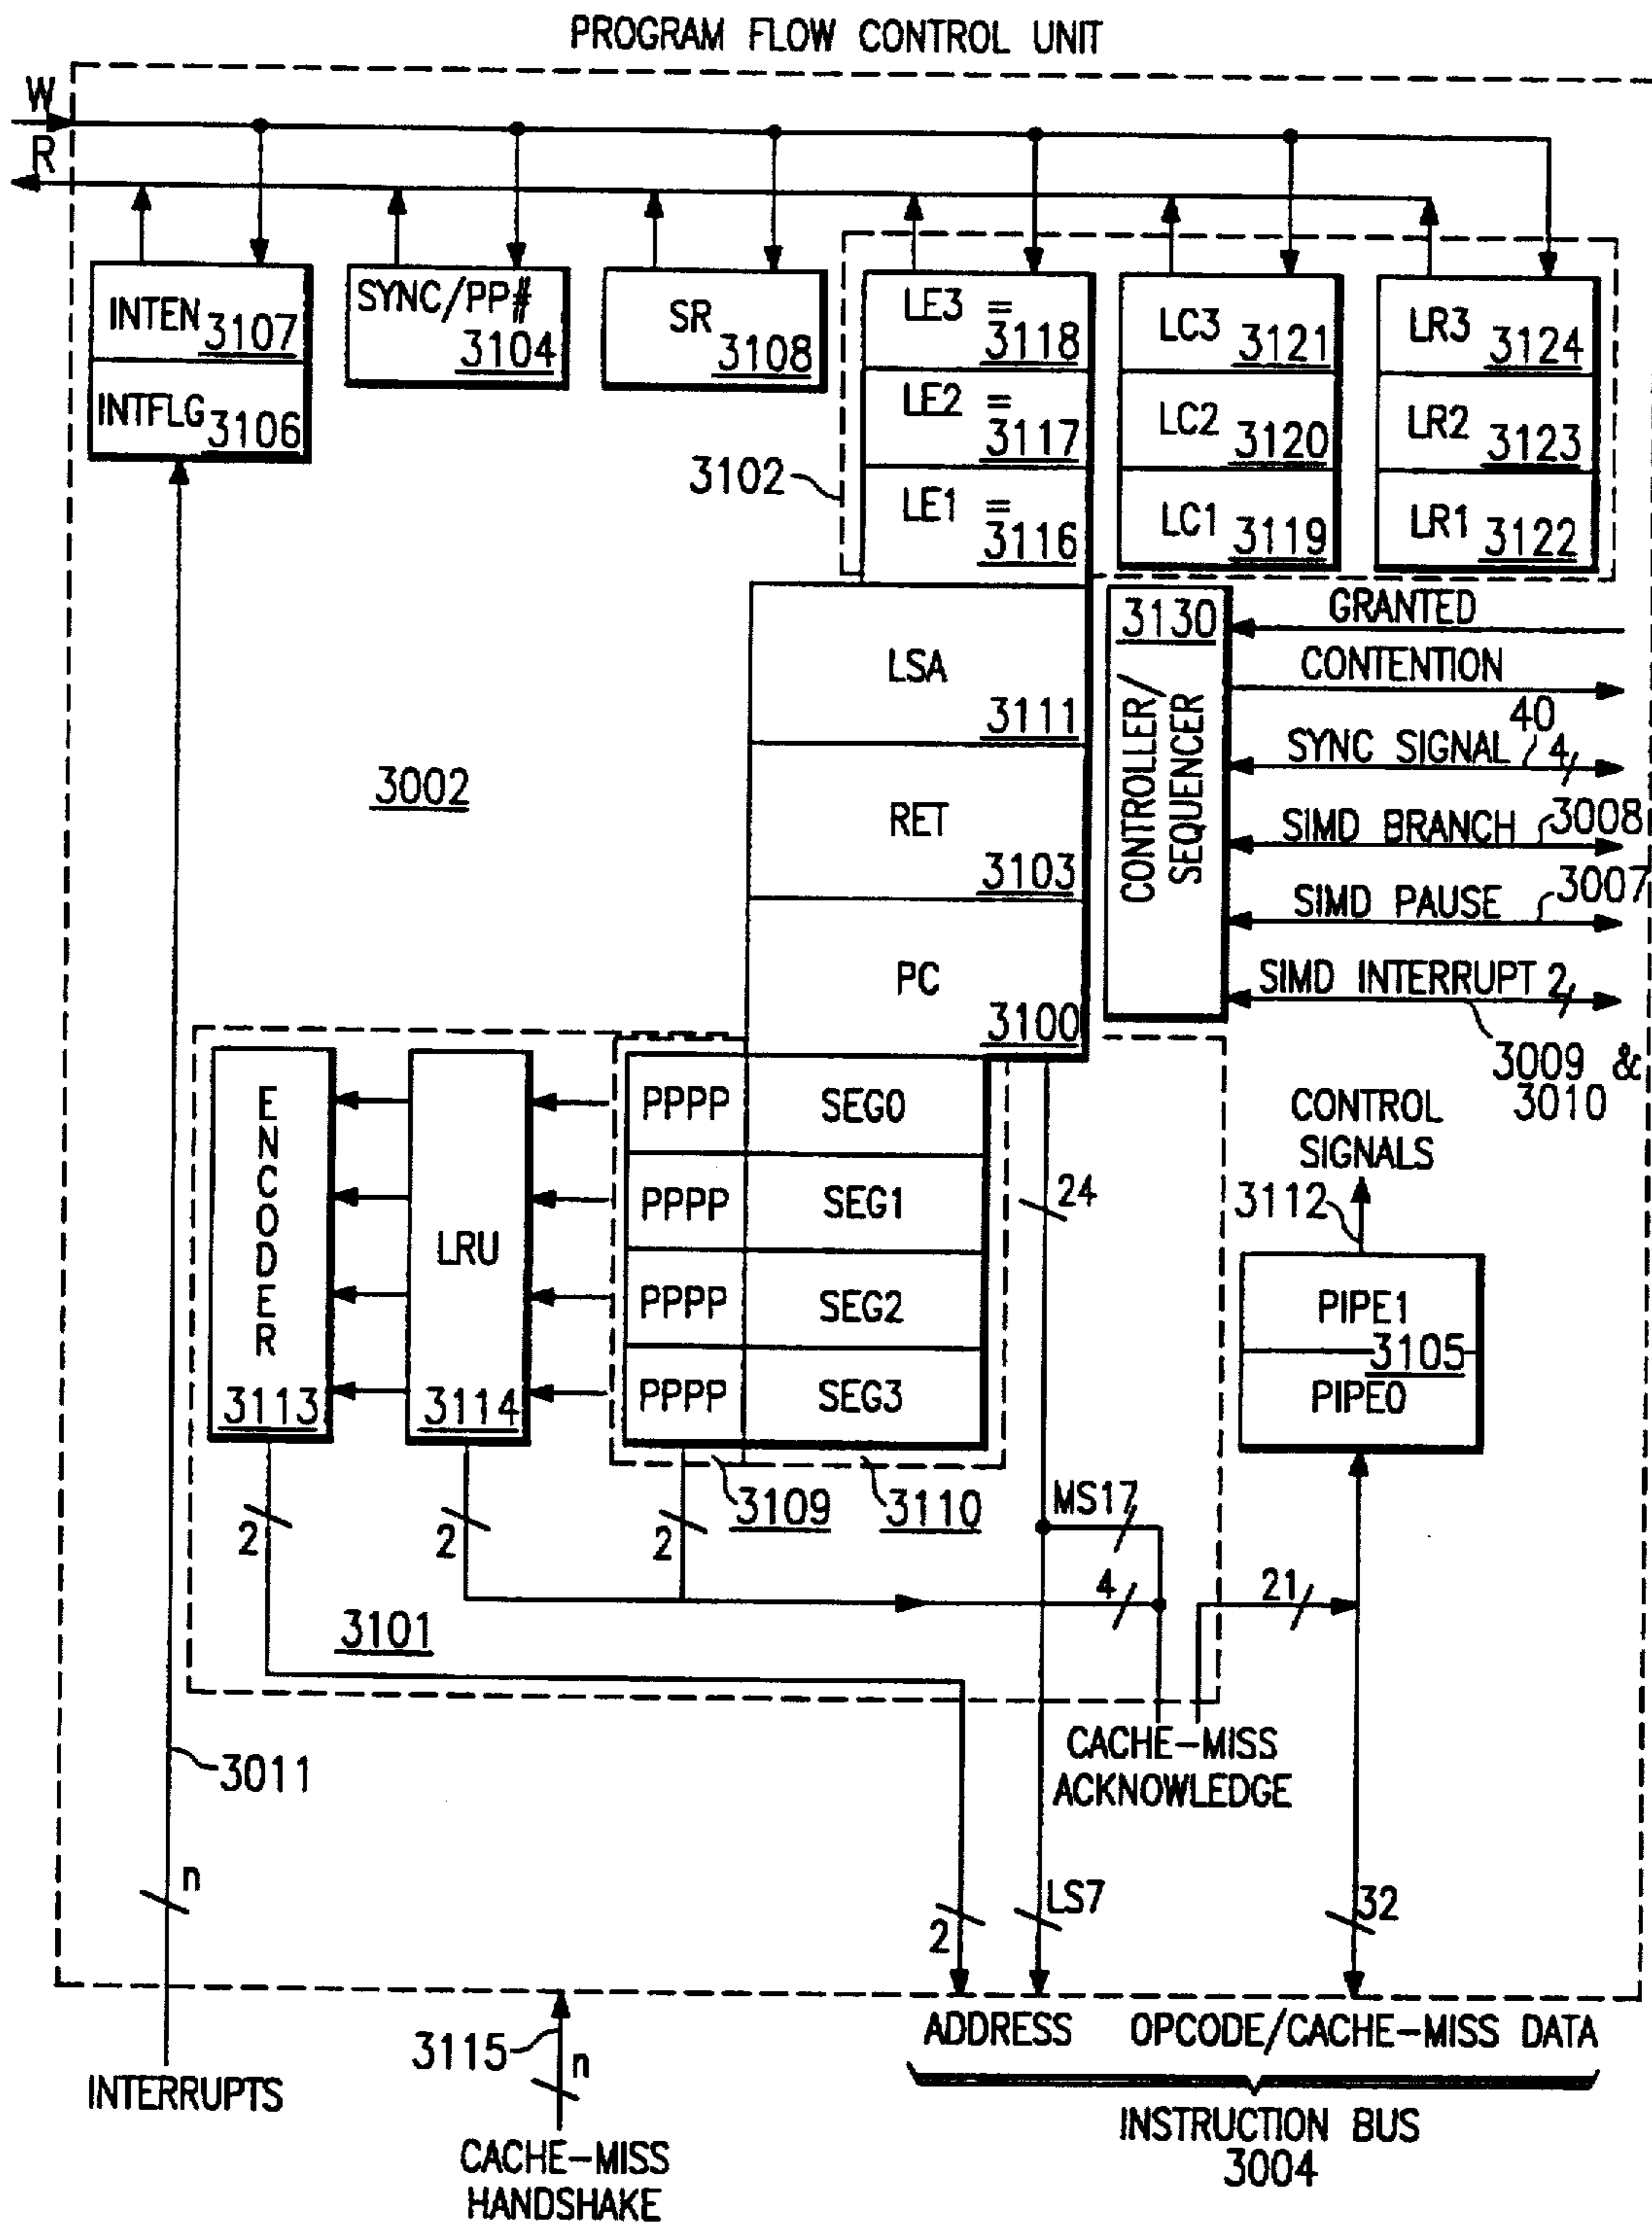 PROGRAM FLOW CONTROL UNIT
W
R
INTEN 3107
INTFLG 3106
SYNC/PP# 3104
SR 3108
LE3 = 3118
LE2 = 3117
LE1 = 3116
LC3 3121
LC2 3120
LC1 3119
LR3 3124
LR2 3123
LR1 3122
3102
3002
LSA 3111
RET 3103
PC 3100
3130
CONTROLLER/
SEQUENCER
GRANTED
CONTENTION
40
SYNC SIGNAL 4
SIMD BRANCH 3008
SIMD PAUSE 3007
SIMD INTERRUPT 2
3009 &
3010
CONTROL
SIGNALS
3112
PIPE1
3105
PIPE0
ENCODER
3113
LRU
3114
PPPP SEG0
PPPP SEG1
PPPP SEG2
PPPP SEG3
24
3109
3110
2
2
2
MS17
4
21
3101
CACHE-MISS
ACKNOWLEDGE
3011
n
2
LS7
32
3115
n
INTERRUPTS
CACHE-MISS
HANDSHAKE
ADDRESS
OPCODE/CACHE-MISS DATA
INSTRUCTION BUS
3004